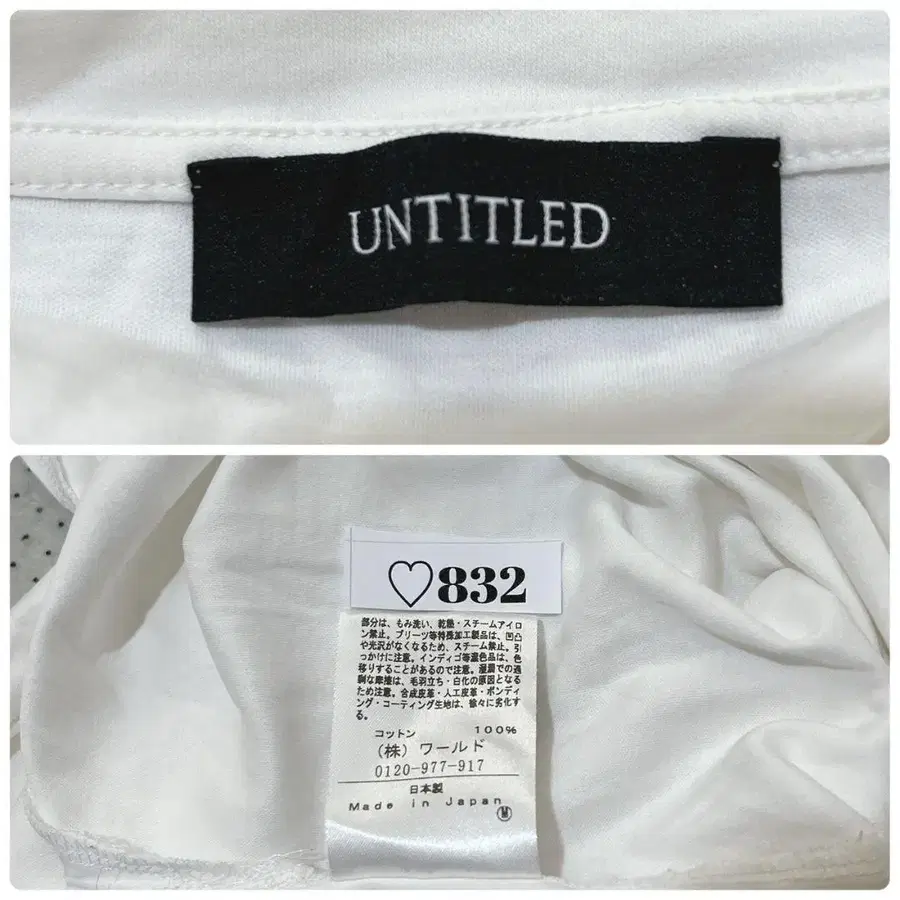 UNTITLED
♡832
部分は、もみ洗い、乾燥・スチームアイロ
ン禁止。プリーツ等特殊加工製品は、凹凸
や光沢がなくなるため、スチーム禁止。引
っかけに注意。インディゴ等濃色品は、色
移りすることがあるので注意。湿潤での過
剰な摩擦は、毛羽立ち・白化の原因となる
ため注意。合成皮革・人工皮革・ボンディ
ング・コーティング生地は、徐々に劣化す
る。
コットン 100%
(株) ワールド
0120-977-917
日本製
Made in Japan
M